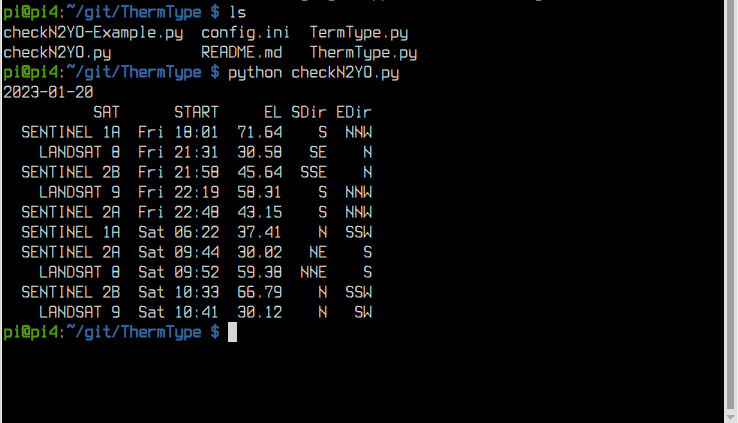 pi@pi4:~/git/ThermType $ ls
checkN2YO-Example.py config.ini TermType.py
checkN2YO.py README.md ThermType.py
pi@pi4:~/git/ThermType $ python checkN2YO.py
2023-01-20
SAT START EL SDir EDir
SENTINEL 1A Fri 18:01 71.64 S NNW
LANDSAT 8 Fri 21:31 30.58 SE N
SENTINEL 2B Fri 21:58 45.64 SSE N
LANDSAT 9 Fri 22:19 58.31 S NNW
SENTINEL 2A Fri 22:48 43.15 S NNW
SENTINEL 1A Sat 06:22 37.41 N SSW
SENTINEL 2A Sat 09:44 30.02 NE S
LANDSAT 8 Sat 09:52 59.38 NNE S
SENTINEL 2B Sat 10:33 66.79 N SSW
LANDSAT 9 Sat 10:41 30.12 N SW
pi@pi4:~/git/ThermType $